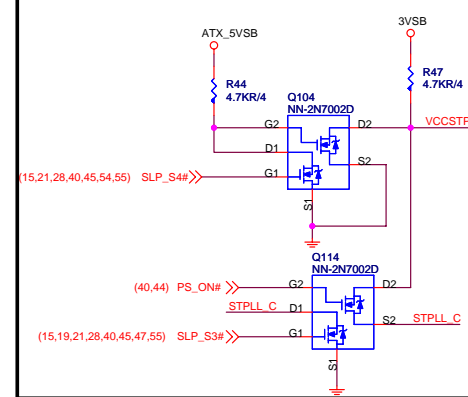 ATX_5VSB
3VSB
R44
4.7KR/4
R47
4.7KR/4
Q104
NN-2N7002D
G2
D2
VCCSTP
D1
S2
(15,21,28,40,45,54,55) SLP_S4#
G1
S1
Q114
NN-2N7002D
(40,44) PS_ON#
G2
D2
STPLL_C
D1
S2
STPLL_C
(15,19,21,28,40,45,47,55) SLP_S3#
G1
S1